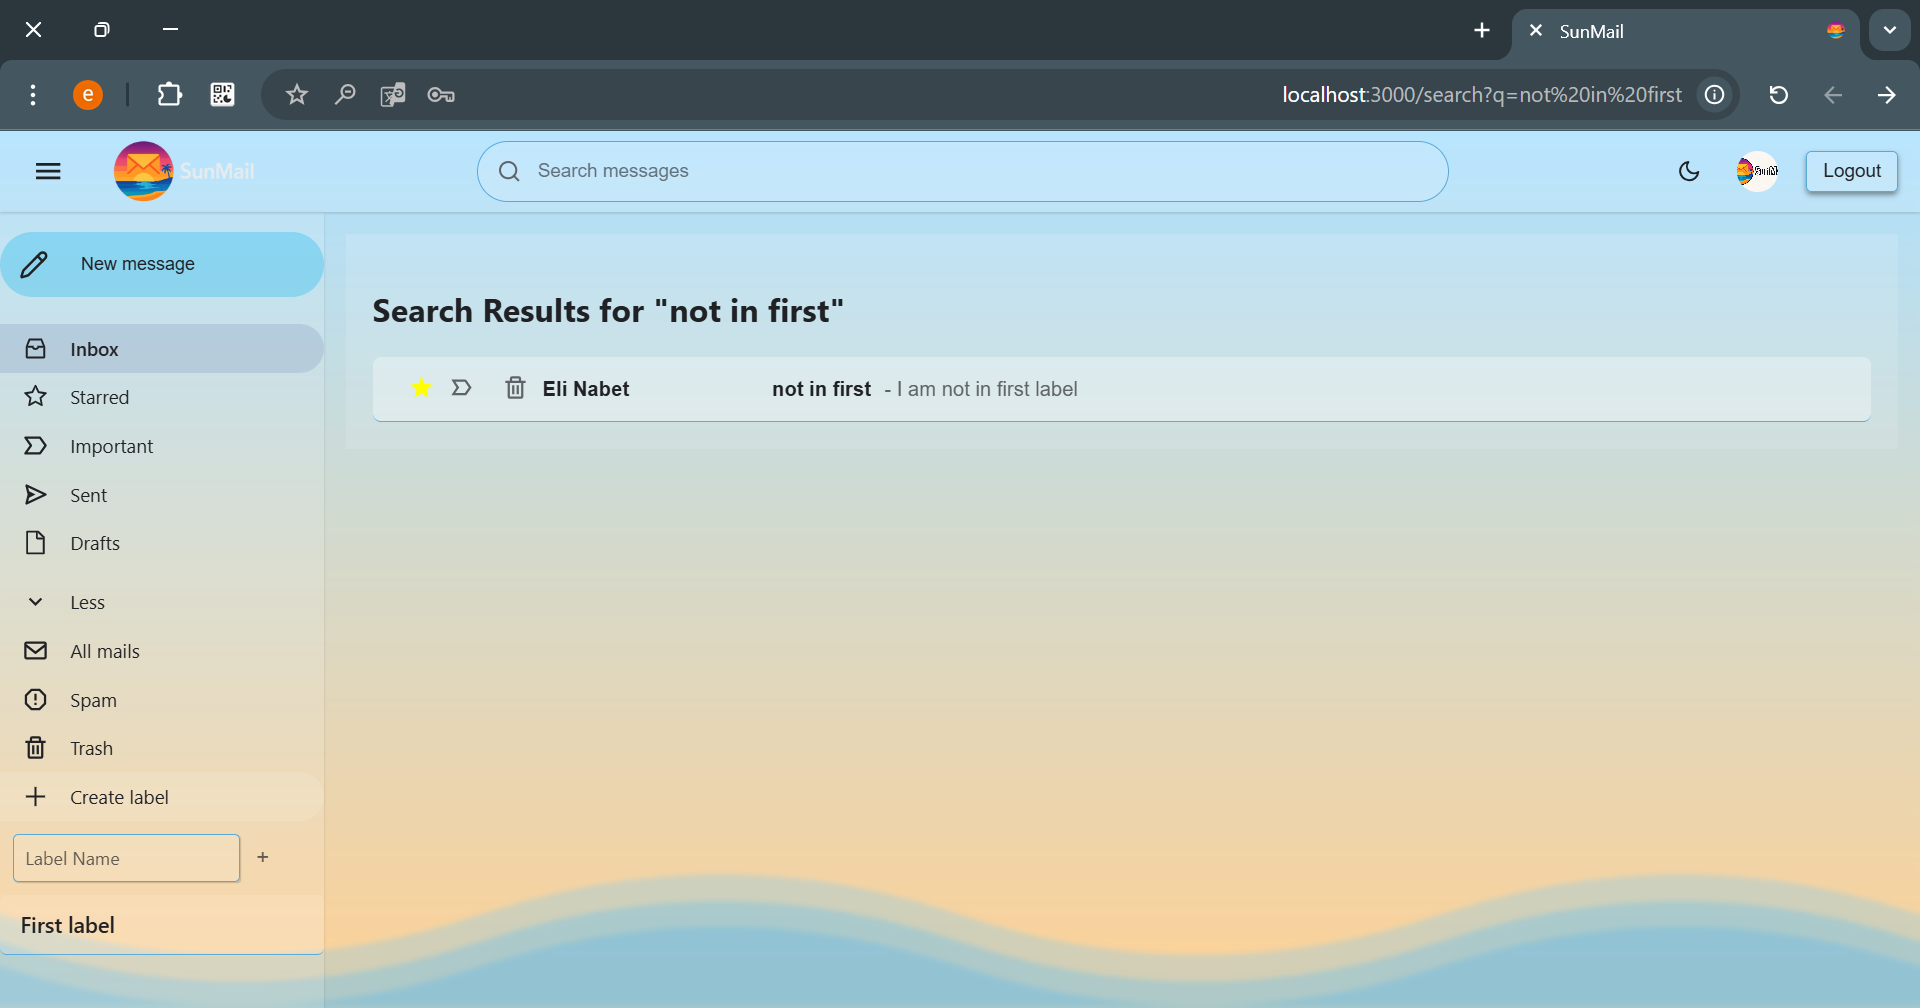 SunMail
e
localhost:3000/search?q=not%20in%20first
SunMail
Search messages
Logout
New message
Inbox
Starred
Important
Sent
Drafts
Less
All mails
Spam
Trash
Create label
Label Name
+
First label
Search Results for "not in first"
Eli Nabet not in first - I am not in first label